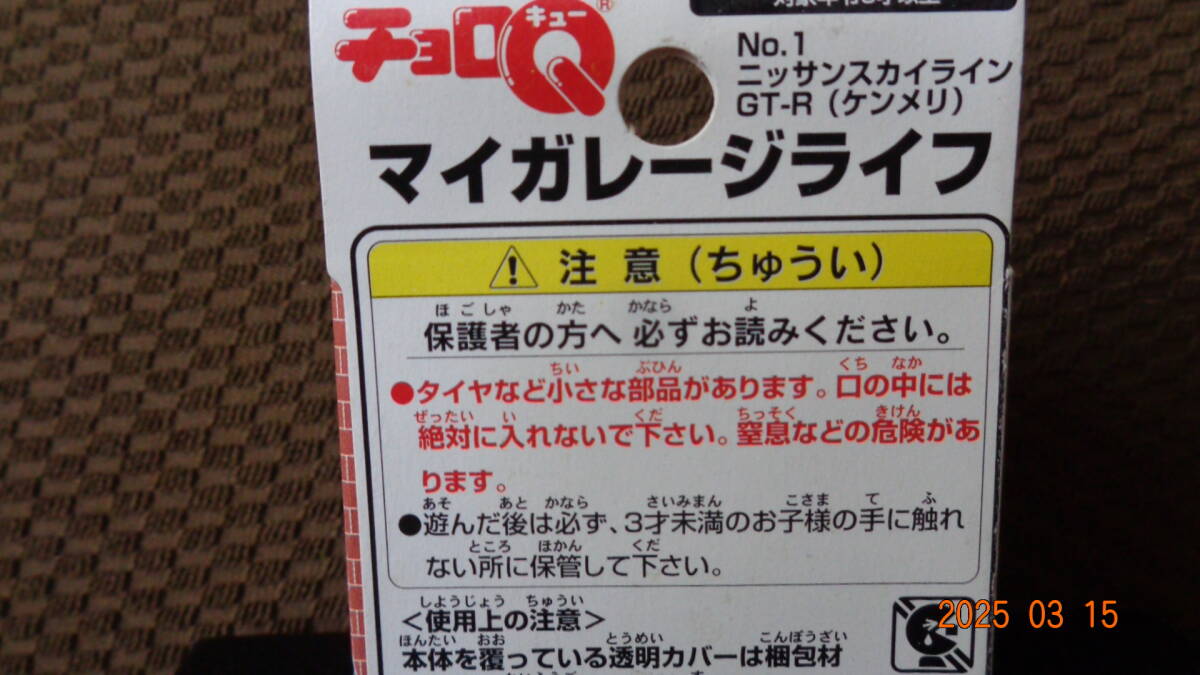 チョロQ®
キュー
No.1
ニッサンスカイライン
GT-R（ケンメリ）
マイガレージライフ
注意（ちゅうい）
ほごしゃ かた かなら よ
保護者の方へ 必ずお読みください。
ちい ぶひん くち なか
●タイヤなど小さな部品があります。口の中には
ぜったい い くだ ちっそく きけん
絶対に入れないで下さい。窒息などの危険があ
ります。
あそ あと かなら さいみまん こさま て ふ
●遊んだ後は必ず、3才未満のお子様の手に触れ
ところ ほかん くだ
ない所に保管して下さい。
しようじょう ちゅうい
＜使用上の注意＞
ほんたい おお とうめい こんぽうざい
本体を覆っている透明カバーは梱包材
2025 03 15